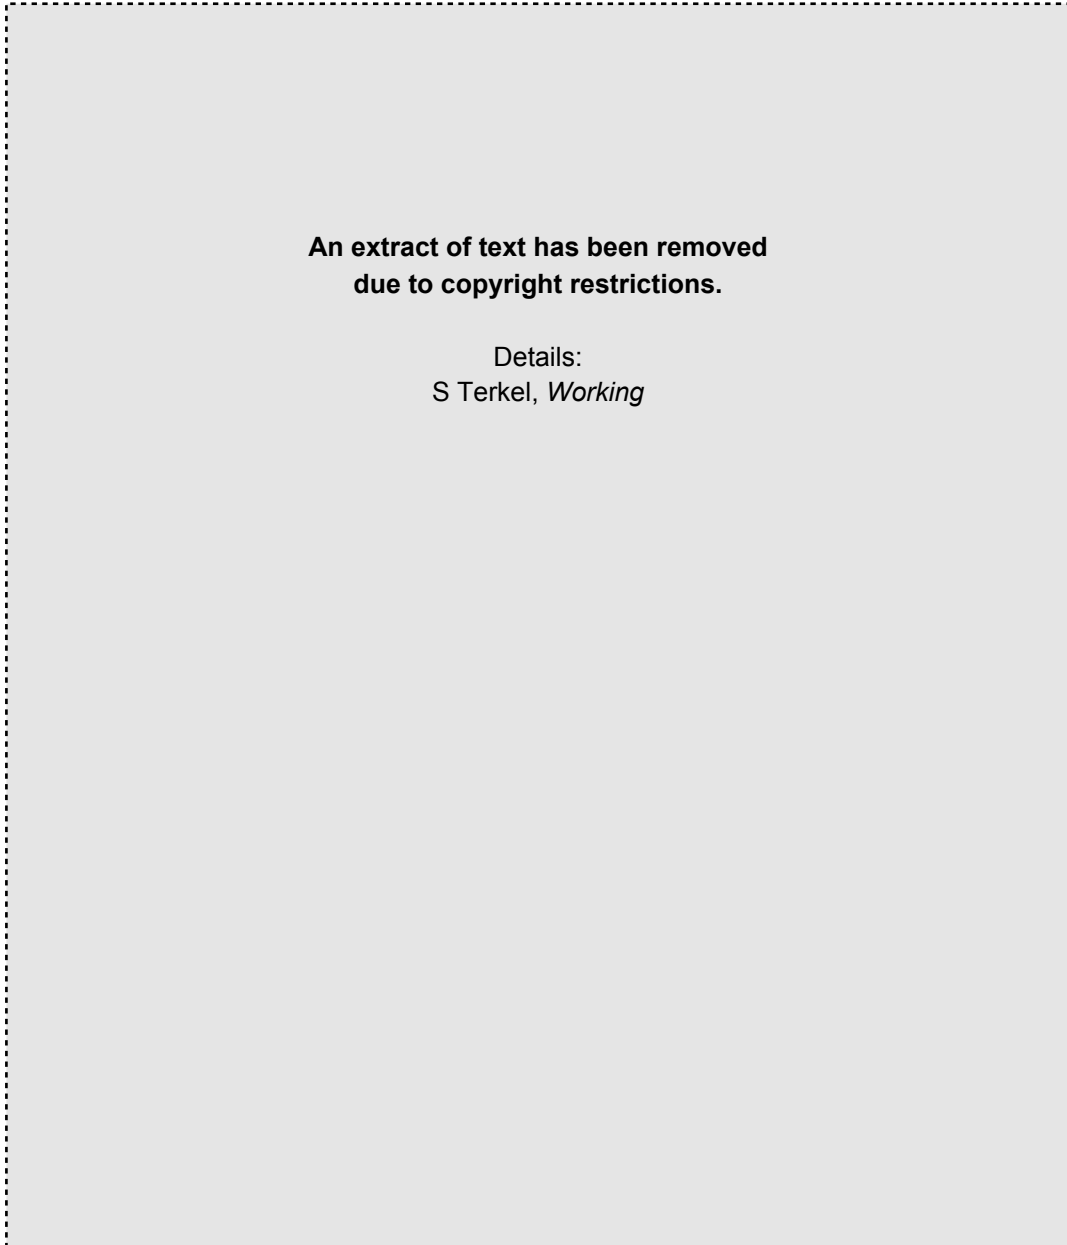 An extract of text has been removed
due to copyright restrictions.
Details:
S Terkel, Working